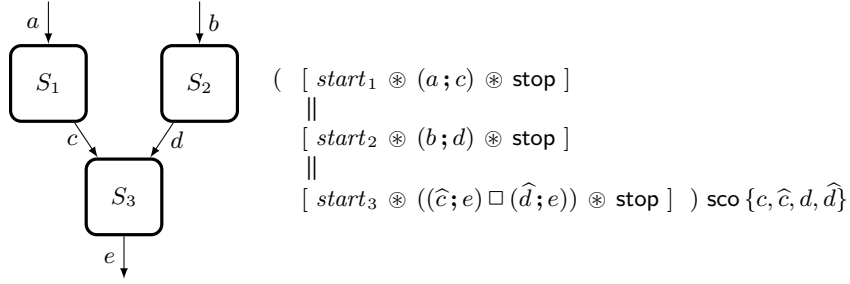 a
b
S₁
S₂
c
d
S₃
e
( [ start₁ ⊛ (a ; c) ⊛ stop ]
||
[ start₂ ⊛ (b ; d) ⊛ stop ]
||
[ start₃ ⊛ ((ĉ ; e) □ (d̂ ; e)) ⊛ stop ] ) sco {c, ĉ, d, d̂}